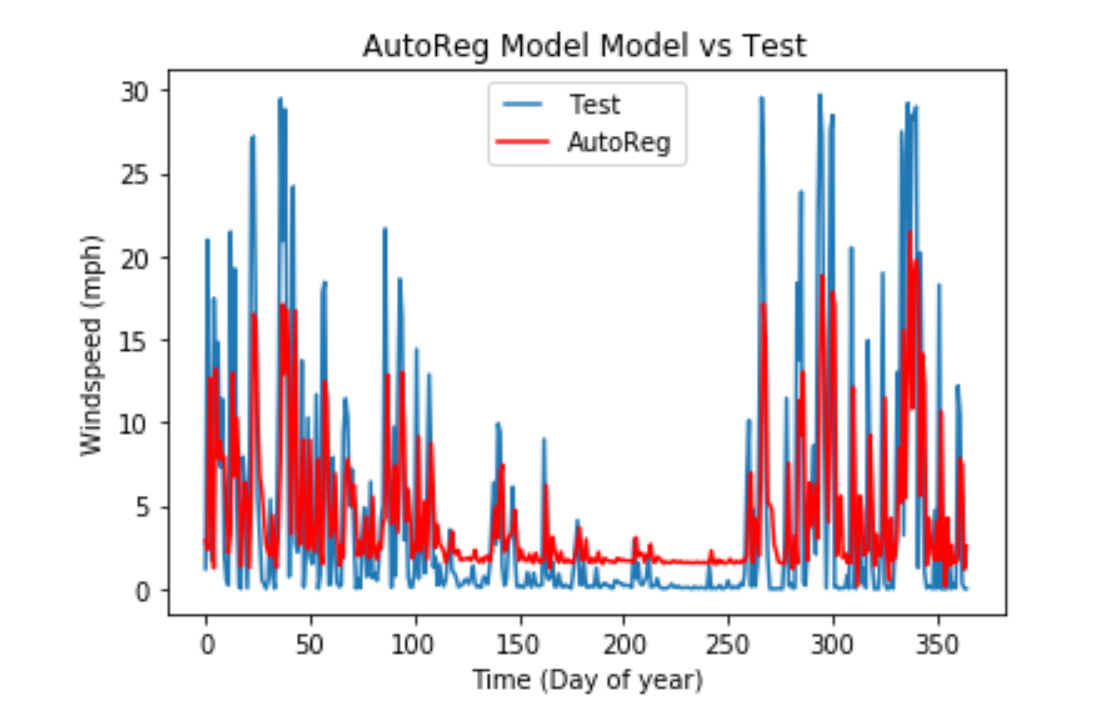 AutoReg Model Model vs Test
30
25
20
15
10
5
0
Windspeed (mph)
Test
AutoReg
0 50 100 150 200 250 300 350
Time (Day of year)